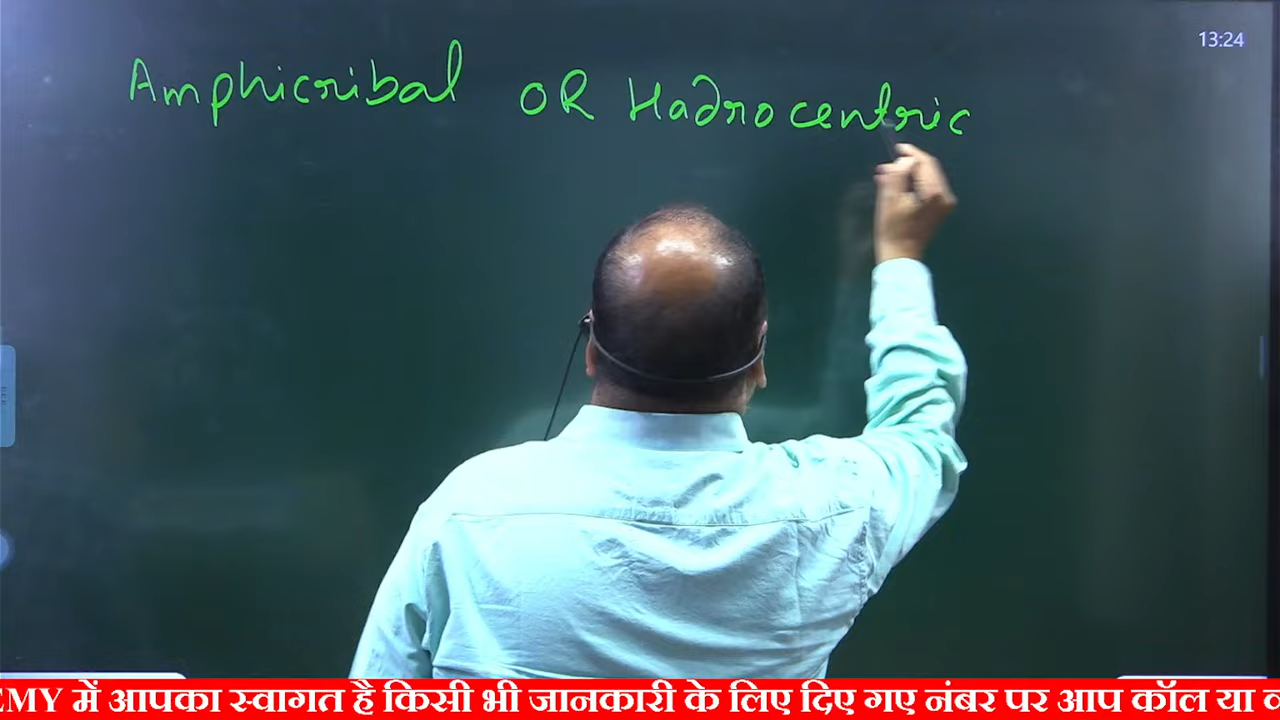 13:24
Amphicribal OR Hadrocentric
EMY में आपका स्वागत है किसी भी जानकारी के लिए दिए गए नंबर पर आप कॉल या